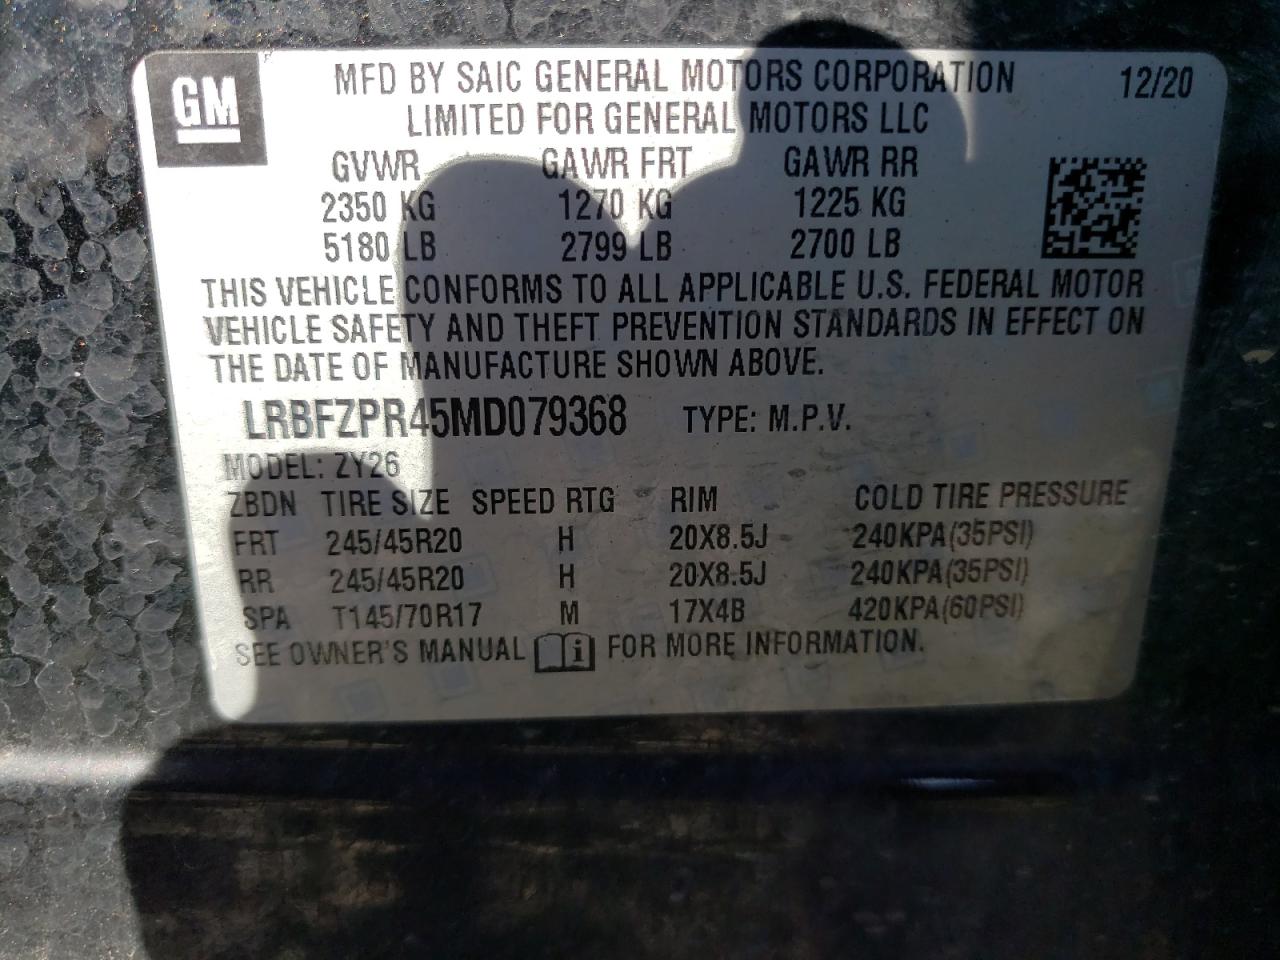 GM
MFD BY SAIC GENERAL MOTORS CORPORATION 12/20
LIMITED FOR GENERAL MOTORS LLC
GVWR GAWR FRT GAWR RR
2350 KG 1270 KG 1225 KG
5180 LB 2799 LB 2700 LB
THIS VEHICLE CONFORMS TO ALL APPLICABLE U.S. FEDERAL MOTOR
VEHICLE SAFETY AND THEFT PREVENTION STANDARDS IN EFFECT ON
THE DATE OF MANUFACTURE SHOWN ABOVE.
LRBFZPR45MD079368 TYPE: M.P.V.
MODEL: ZY26
ZBDN TIRE SIZE SPEED RTG RIM COLD TIRE PRESSURE
FRT 245/45R20 H 20X8.5J 240KPA(35PSI)
RR 245/45R20 H 20X8.5J 240KPA(35PSI)
SPA T145/70R17 M 17X4B 420KPA(60PSI)
SEE OWNER'S MANUAL i FOR MORE INFORMATION.